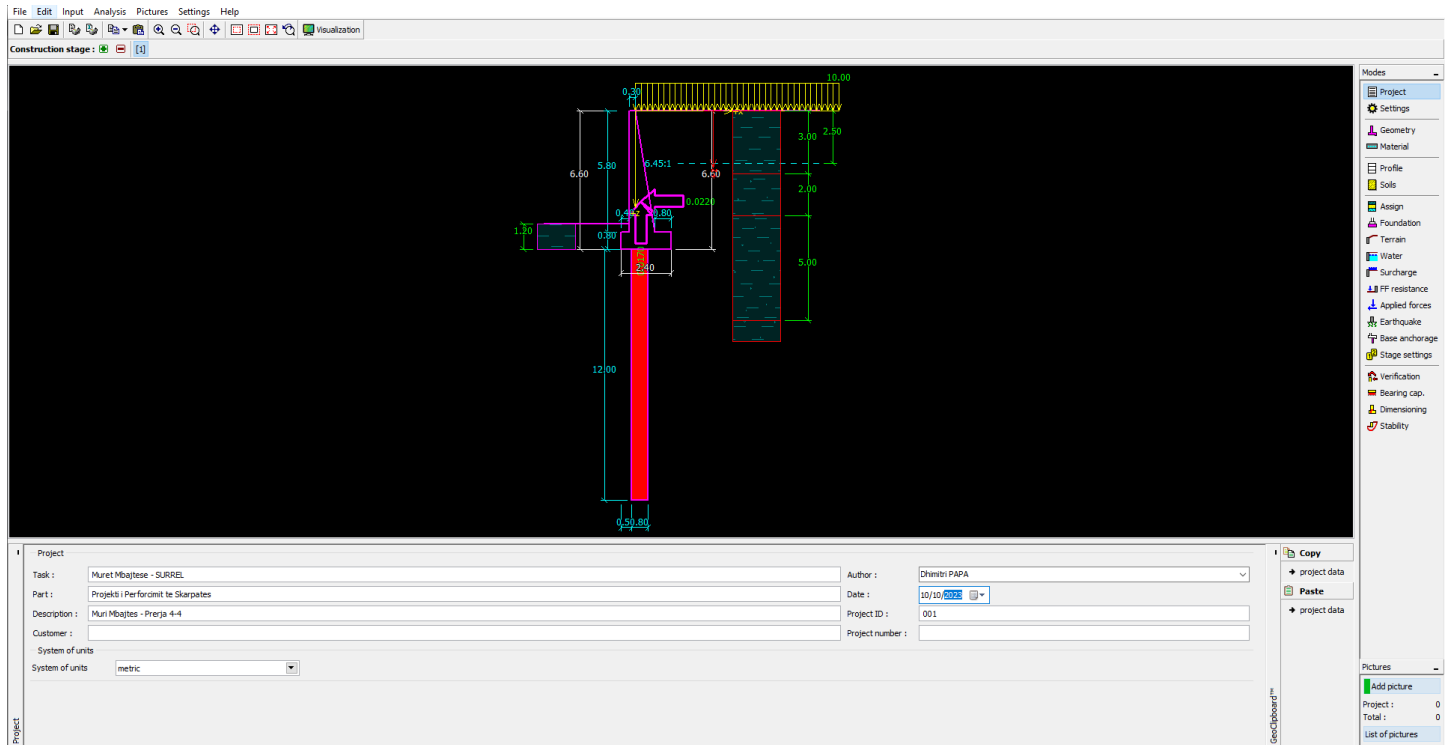 File Edit Input Analysis Pictures Settings Help
Visualization
Construction stage : [1]
10.00
0.30
3.00 2.50
5.80 6.45:1
6.60 6.60
2.00
0.0220
+z 0.80
1.20
0.80
2.40
5.00
12.00
0.50 0.80
Modes
Project
Settings
Geometry
Material
Profile
Soils
Assign
Foundation
Terrain
Water
Surcharge
FF resistance
Applied forces
Earthquake
Base anchorage
Stage settings
Verification
Bearing cap.
Dimensioning
Stability
Project
Task : Muret Mbajtese - SURREL Author : Dhimitri PAPA
Part : Projekti i Perforcimit te Skarpates Date : 10/10/2023
Description : Muri Mbajtes - Prerja 4-4 Project ID : 001
Customer : Project number :
System of units
System of units metric
Project
GeoClipboard™
Copy
project data
Paste
project data
Pictures
Add picture
Project : 0
Total : 0
List of pictures